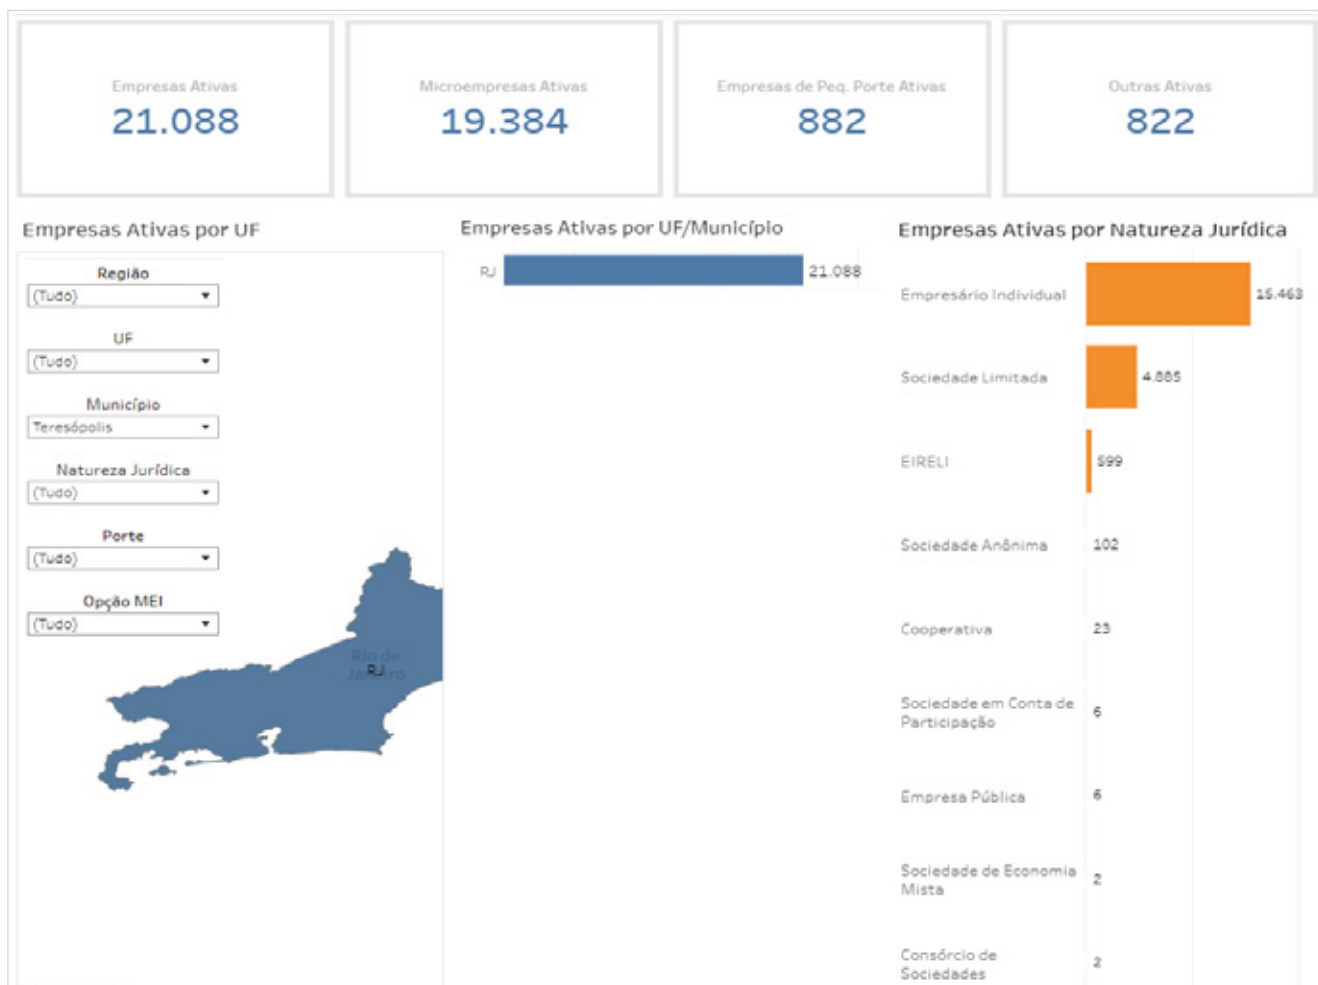 Empresas Ativas
21.088
Microempresas Ativas
19.384
Empresas de Peq. Porte Ativas
882
Outras Ativas
822
Empresas Ativas por UF
Região
(Tudo)
UF
(Tudo)
Município
Teresópolis
Natureza Jurídica
(Tudo)
Porte
(Tudo)
Opção MEI
(Tudo)
Rio de
Janeiro
RJ
Empresas Ativas por UF/Município
RJ
21.088
Empresas Ativas por Natureza Jurídica
Empresário Individual
15.463
Sociedade Limitada
4.885
EIRELI
599
Sociedade Anônima
102
Cooperativa
23
Sociedade em Conta de
Participação
6
Empresa Pública
6
Sociedade de Economia
Mista
2
Consórcio de
Sociedades
2